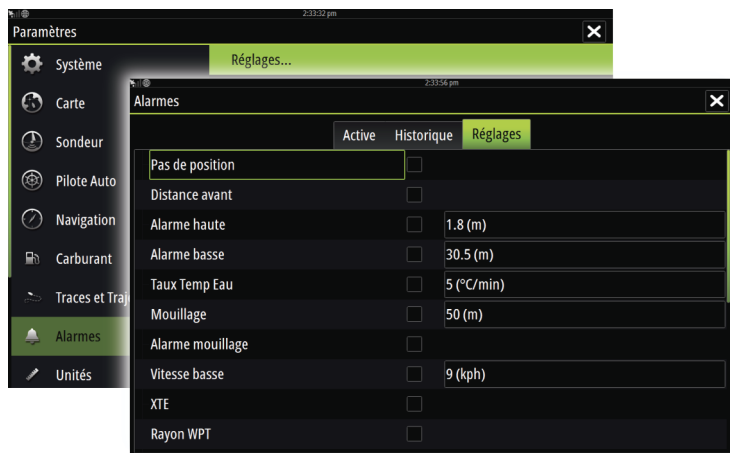 2:33:32 pm
Paramètres
Système
Réglages...
Carte
Sondeur
Pilote Auto
Navigation
Carburant
Traces et Traj
Alarmes
Unités
2:33:56 pm
Alarmes
Active Historique Réglages
Pas de position
Distance avant
Alarme haute 1.8 (m)
Alarme basse 30.5 (m)
Taux Temp Eau 5 (°C/min)
Mouillage 50 (m)
Alarme mouillage
Vitesse basse 9 (kph)
XTE
Rayon WPT